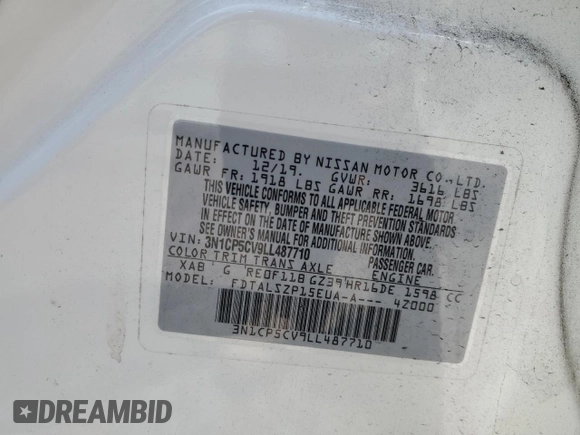 MANUFACTURED BY NISSAN MOTOR CO.,LTD.
DATE: 12/19. GVWR: 3616 LBS
GAWR FR: 1918 LBS GAWR RR: 1698 LBS
THIS VEHICLE CONFORMS TO ALL APPLICABLE FEDERAL MOTOR
VEHICLE SAFETY, BUMPER AND THEFT PREVENTION STANDARDS
IN EFFECT ON THE DATE OF MANUFACTURE SHOWN ABOVE.
SEE OWNER'S MANUAL FOR ADDITIONAL INFORMATION.
VIN: 3N1CP5CV9LL487710 PASSENGER CAR.
COLOR TRIM TRANS AXLE ENGINE
XAB G RE0F11B GZ39 HR16DE 1598 CC
MODEL: FDTALSZP15EUA-A--- 42000
3N1CP5CV9LL487710
DREAMBID